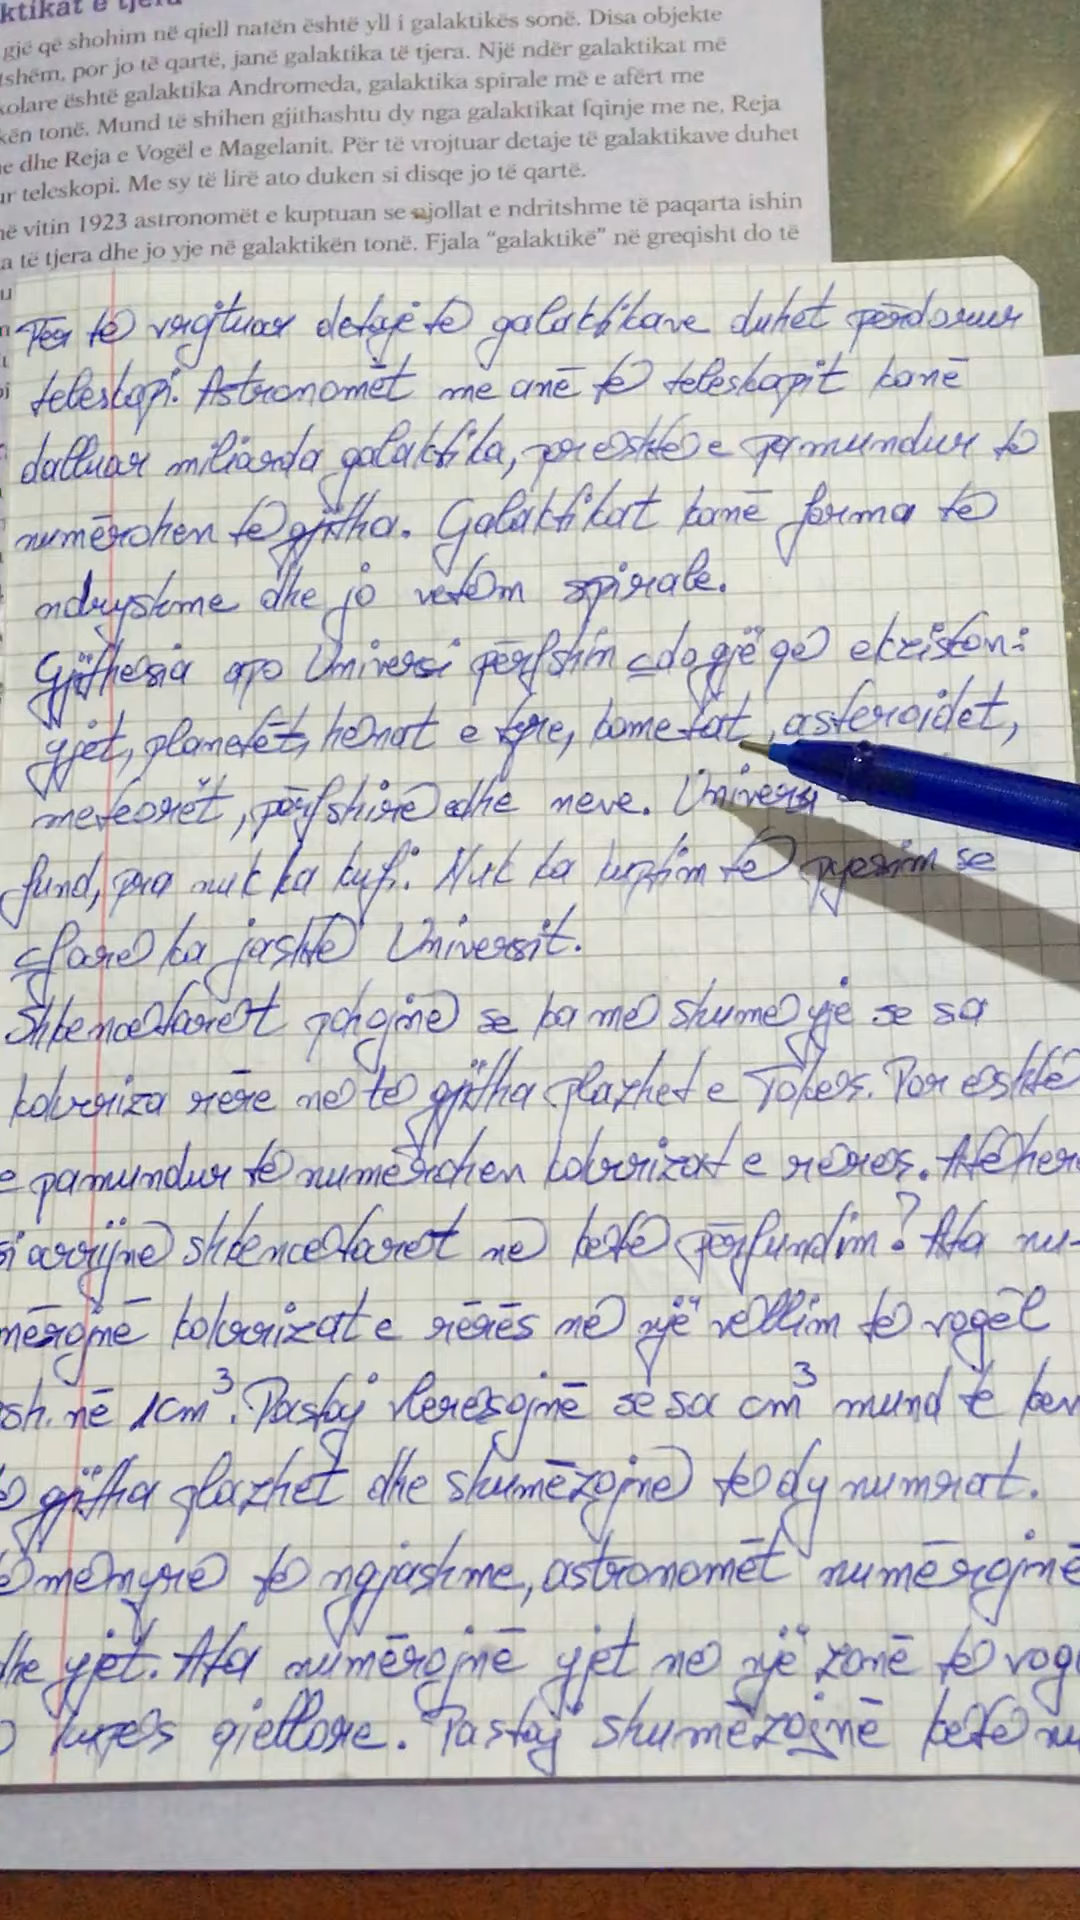 ktikat e tjera
gjë që shohim në qiell natën është yll i galaktikës sonë. Disa objekte
tshëm, por jo të qartë, janë galaktika të tjera. Një ndër galaktikat më
kolare është galaktika Andromeda, galaktika spirale më e afërt me
kën tonë. Mund të shihen gjithashtu dy nga galaktikat fqinje me ne, Reja
e dhe Reja e Vogël e Magelanit. Për të vrojtuar detaje të galaktikave duhet
ur teleskopi. Me sy të lirë ato duken si disqe jo të qartë.
në vitin 1923 astronomët e kuptuan se njollat e ndritshme të paqarta ishin
a të tjera dhe jo yje në galaktikën tonë. Fjala "galaktikë" në greqisht do të
Për të vrojtuar detaje të galaktikave duhet përdorur
teleskopi. Astronomët me anë të teleskopit kanë
dalluar miliarda galaktika, por është e pamundur të
numërohen të gjitha. Galaktikat kanë forma të
ndryshme dhe jo vetëm spirale.
Gjithësia apo Universi përfshin çdo gjë që ekziston:
yjet, planetët, hënat e tyre, kometat, asteroidet,
meteorët, përfshirë edhe neve. Universi
fund, pra nuk ka kufi. Nuk ka kuptim të pyesim se
çfarë ka jashtë Universit.
Shkencëtarët pohojnë se ka më shumë yje se sa
kokrriza rëre në të gjitha plazhet e Tokës. Por është
e pamundur të numërohen kokrrizat e rërës. Atëherë
si arrijnë shkencëtarët në këtë përfundim? Ata nu-
mërojnë kokrrizat e rërës në një vëllim të vogël
sh. në 1cm³. Pastaj vlerësojnë se sa cm³ mund të ken
ë gjitha plazhet dhe shumëzojnë të dy numrat.
ë mënyrë të ngjashme, astronomët numërojnë
dhe yjet. Ata numërojnë yjet në një zonë të vog
ë kupës qiellore. Pastaj shumëzojnë këtë nu